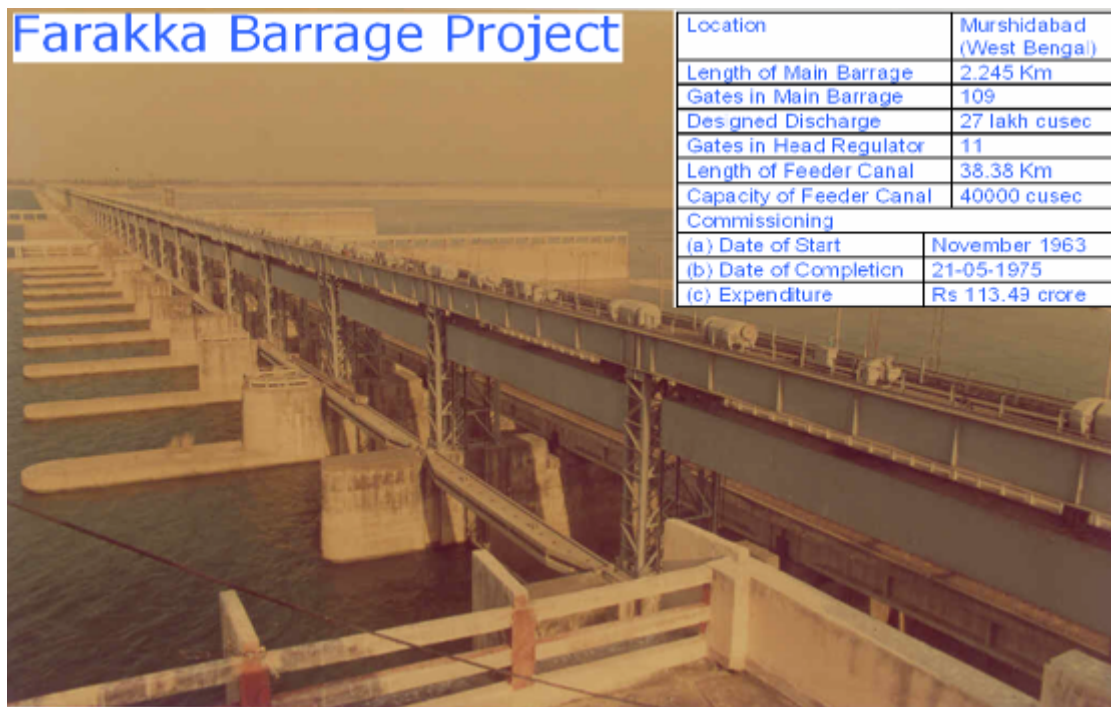 Farakka Barrage Project
Location Murshidabad
(West Bengal)
Length of Main Barrage 2.245 Km
Gates in Main Barrage 109
Designed Discharge 27 lakh cusec
Gates in Head Regulator 11
Length of Feeder Canal 38.38 Km
Capacity of Feeder Canal 40000 cusec
Commissioning
(a) Date of Start November 1963
(b) Date of Completion 21-05-1975
(c) Expenditure Rs 113.49 crore